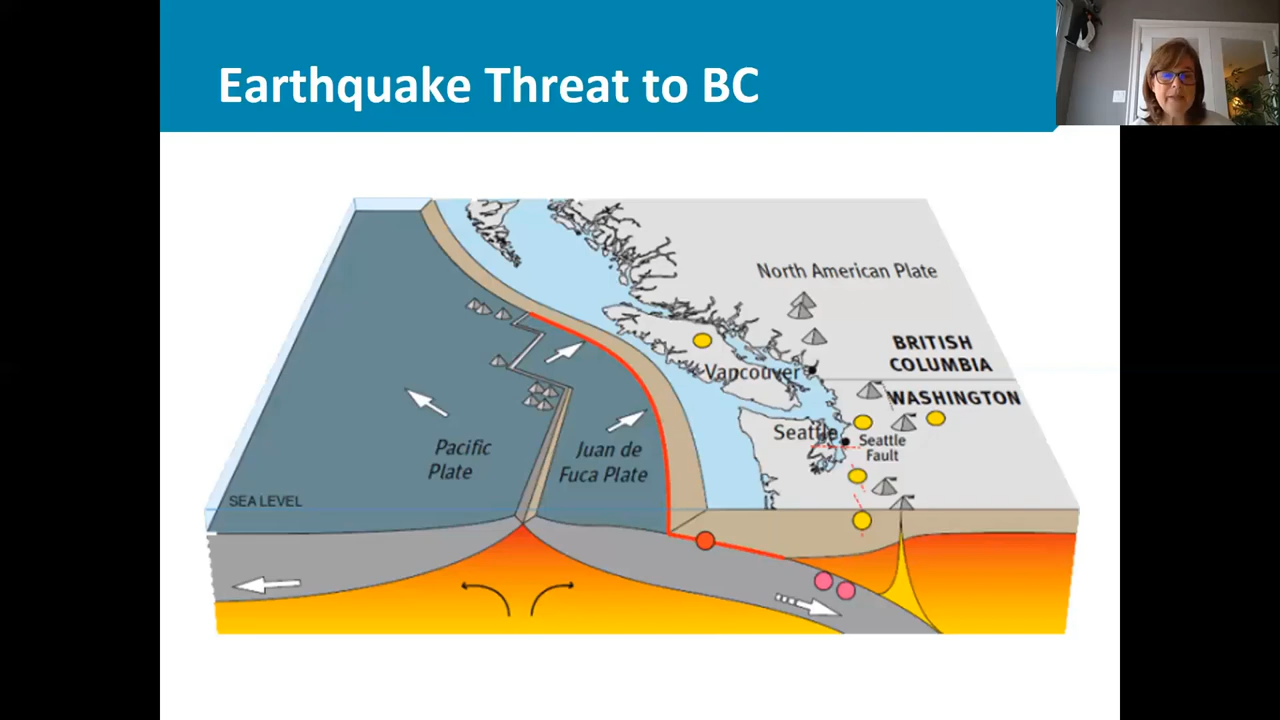 Earthquake Threat to BC
North American Plate
BRITISH
COLUMBIA
Vancouver
WASHINGTON
Seattle
Seattle
Fault
Pacific
Plate
Juan de
Fuca Plate
SEA LEVEL